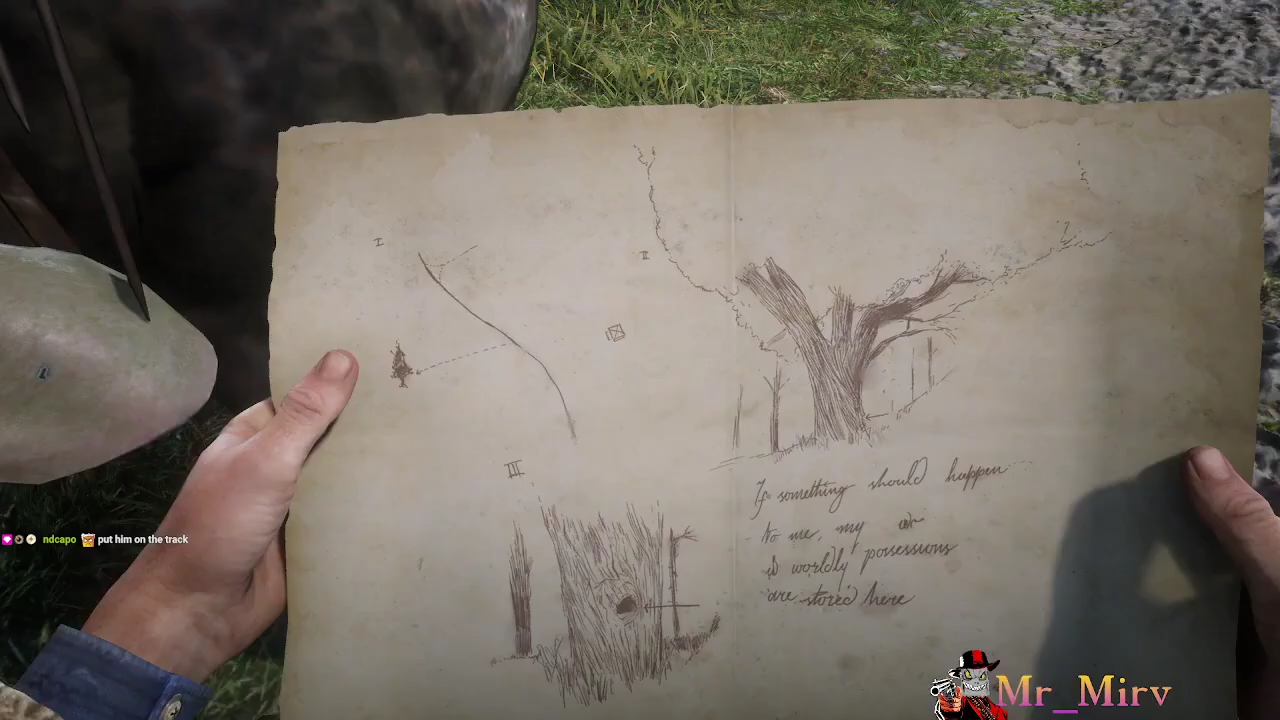 I
II
III
If something should happen
to me, my
worldly possessions
are stored here
ndcapo put him on the track
Mr_Mirv